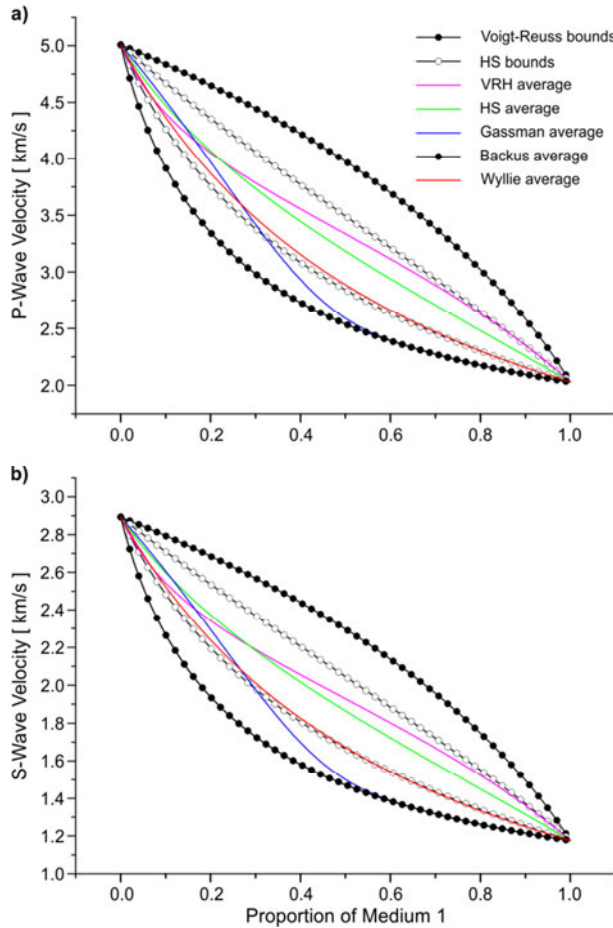 a)
Voigt-Reuss bounds
HS bounds
VRH average
HS average
Gassman average
Backus average
Wyllie average
P-Wave Velocity [ km/s ]
5.0
4.5
4.0
3.5
3.0
2.5
2.0
0.0 0.2 0.4 0.6 0.8 1.0
b)
S-Wave Velocity [ km/s ]
3.0
2.8
2.6
2.4
2.2
2.0
1.8
1.6
1.4
1.2
1.0
0.0 0.2 0.4 0.6 0.8 1.0
Proportion of Medium 1